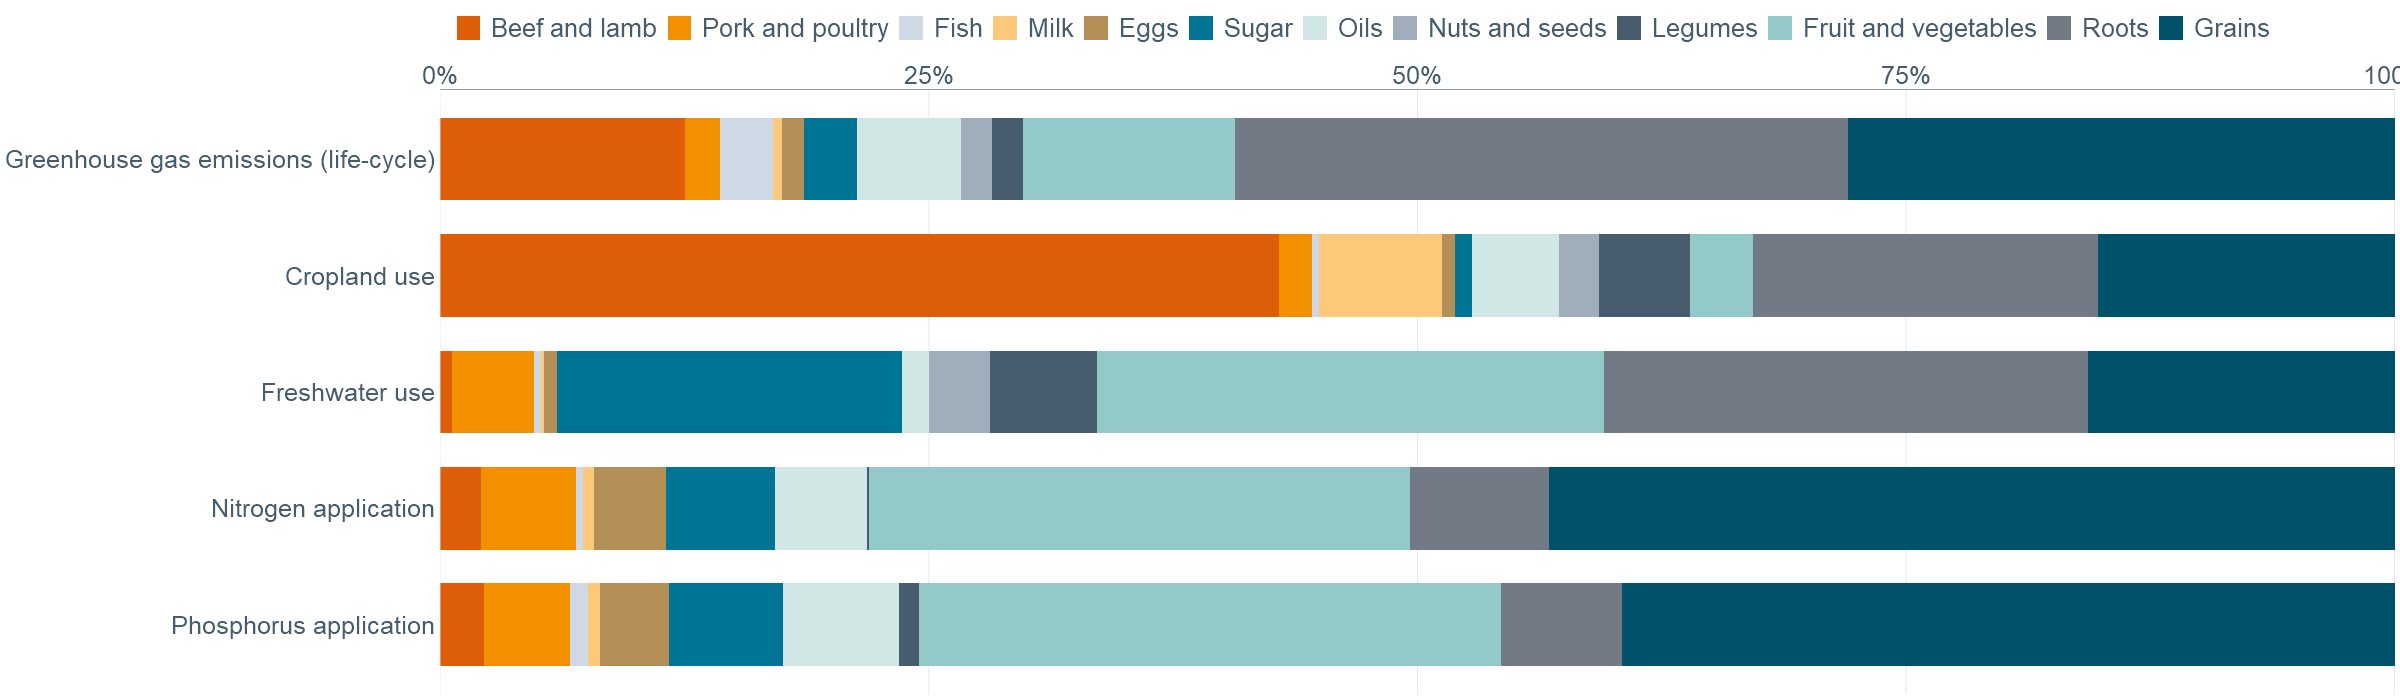 Beef and lamb Pork and poultry Fish Milk Eggs Sugar Oils Nuts and seeds Legumes Fruit and vegetables Roots Grains
0% 25% 50% 75% 100
Greenhouse gas emissions (life-cycle)
Cropland use
Freshwater use
Nitrogen application
Phosphorus application